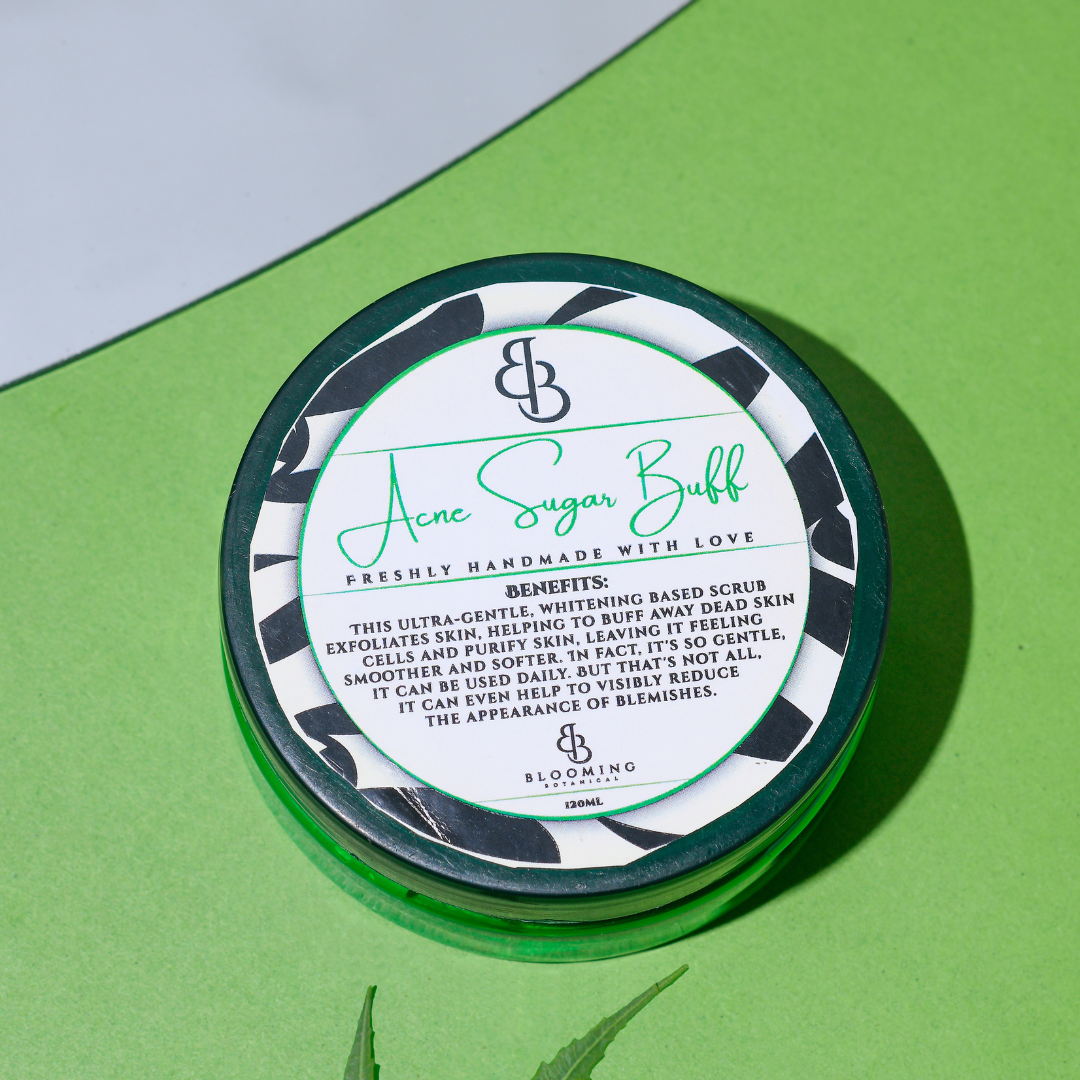 Acne Sugar Buff
FRESHLY HANDMADE WITH LOVE
BENEFITS:
THIS ULTRA-GENTLE, WHITENING BASED SCRUB
EXFOLIATES SKIN, HELPING TO BUFF AWAY DEAD SKIN
CELLS AND PURIFY SKIN, LEAVING IT FEELING
SMOOTHER AND SOFTER. IN FACT, IT'S SO GENTLE,
IT CAN BE USED DAILY. BUT THAT'S NOT ALL,
IT CAN EVEN HELP TO VISIBLY REDUCE
THE APPEARANCE OF BLEMISHES.
BLOOMING
BOTANICAL
120ML